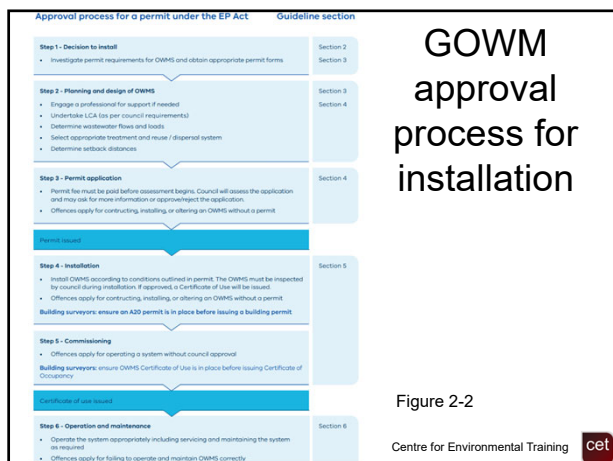 Approval process for a permit under the EP Act Guideline section
Step 1 - Decision to install
Section 2
• Investigate permit requirements for OWMS and obtain appropriate permit forms
Section 3
Step 2 - Planning and design of OWMS
Section 3
• Engage a professional for support if needed
Section 4
• Undertake LCA (as per council requirements)
• Determine wastewater flows and loads
• Select appropriate treatment and reuse / dispersal system
• Determine setback distances
Step 3 - Permit application
Section 4
• Permit fee must be paid before assessment begins. Council will assess the application
and may ask for more information or approve/reject the application.
• Offences apply for contructing, installing, or altering an OWMS without a permit
Permit issued
Step 4 - Installation
Section 5
• Install OWMS according to conditions outlined in permit. The OWMS must be inspected
by council during installation. If approved, a Certificate of Use will be issued.
• Offences apply for contructing, installing, or altering an OWMS without a permit
Building surveyors: ensure an A20 permit is in place before issuing a building permit
Step 5 - Commissioning
• Offences apply for operating a system without council approval
Building surveyors: ensure OWMS Certificate of Use is in place before issuing Certificate of
Occupancy
Certificate of use issued
Step 6 - Operation and maintenance
Section 6
• Operate the system appropriately including servicing and maintaining the system
as required
• Offences apply for failing to operate and maintain OWMS correctly
GOWM
approval
process for
installation
Figure 2-2
Centre for Environmental Training
cet